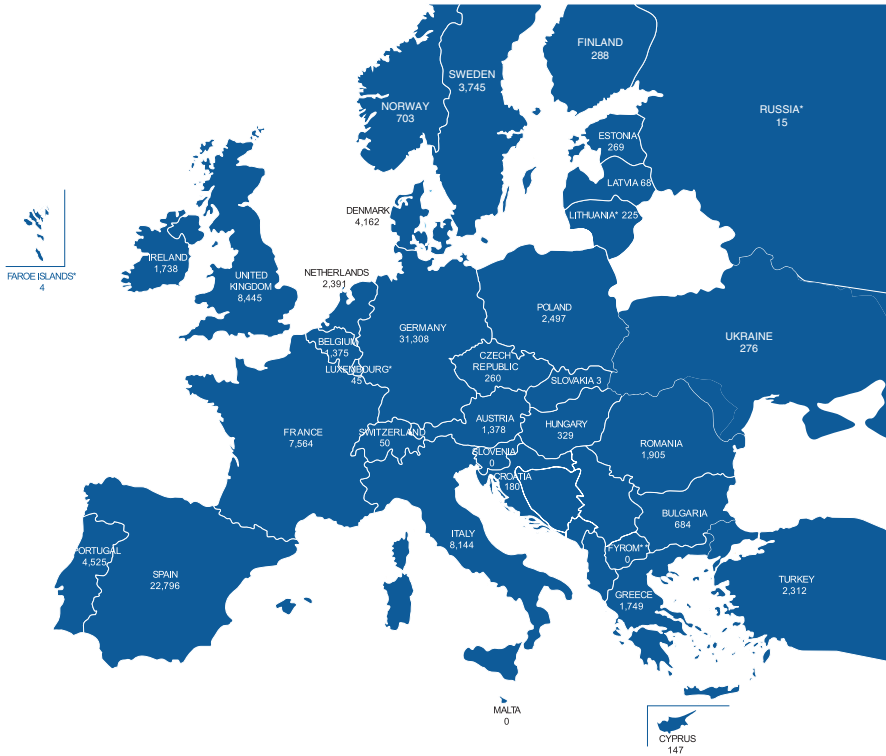 FINLAND
288
SWEDEN
3,745
NORWAY
703
RUSSIA*
15
ESTONIA
269
LATVIA 68
LITHUANIA* 225
DENMARK
4,162
FAROE ISLANDS*
4
IRELAND
1,738
UNITED
KINGDOM
8,445
NETHERLANDS
2,391
BELGIUM
1,375
LUXENBOURG*
45
GERMANY
31,308
POLAND
2,497
UKRAINE
276
CZECH
REPUBLIC
260
SLOVAKIA 3
AUSTRIA
1,378
HUNGARY
329
FRANCE
7,564
SWITZERLAND
50
SLOVENIA
0
CROATIA
180
ROMANIA
1,905
BULGARIA
684
ITALY
8,144
FYROM* *
0
PORTUGAL
4,525
SPAIN
22,796
GREECE
1,749
TURKEY
2,312
MALTA
0
CYPRUS
147